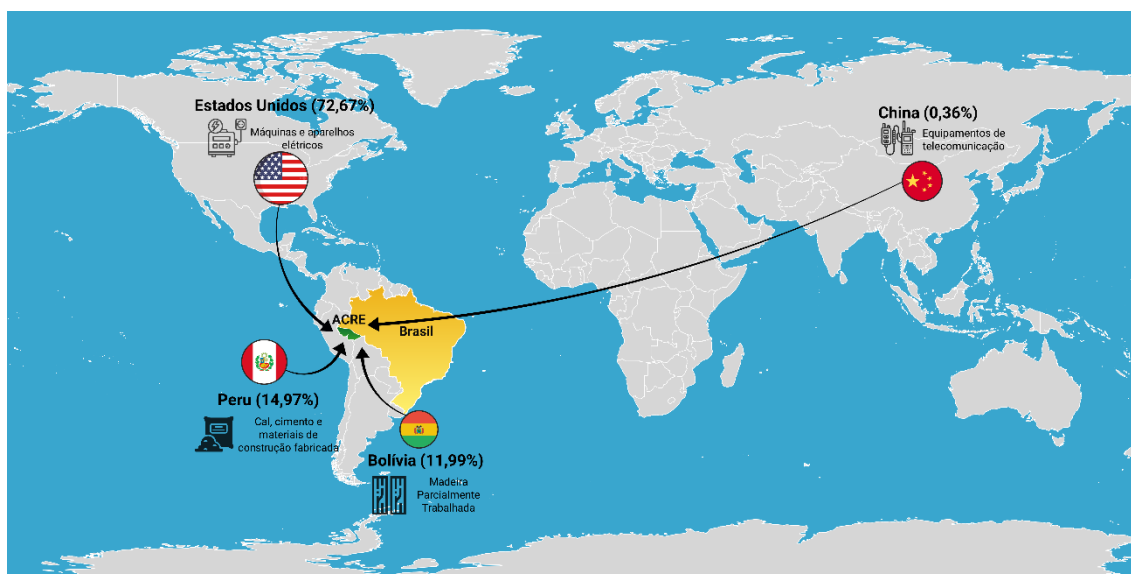 Estados Unidos (72,67%)
Máquinas e aparelhos
elétricos
China (0,36%)
Equipamentos de
telecomunicação
ACRE
Brasil
Peru (14,97%)
Cal, cimento e
materiais de
construção fabricada
Bolívia (11,99%)
Madeira
Parcialmente
Trabalhada